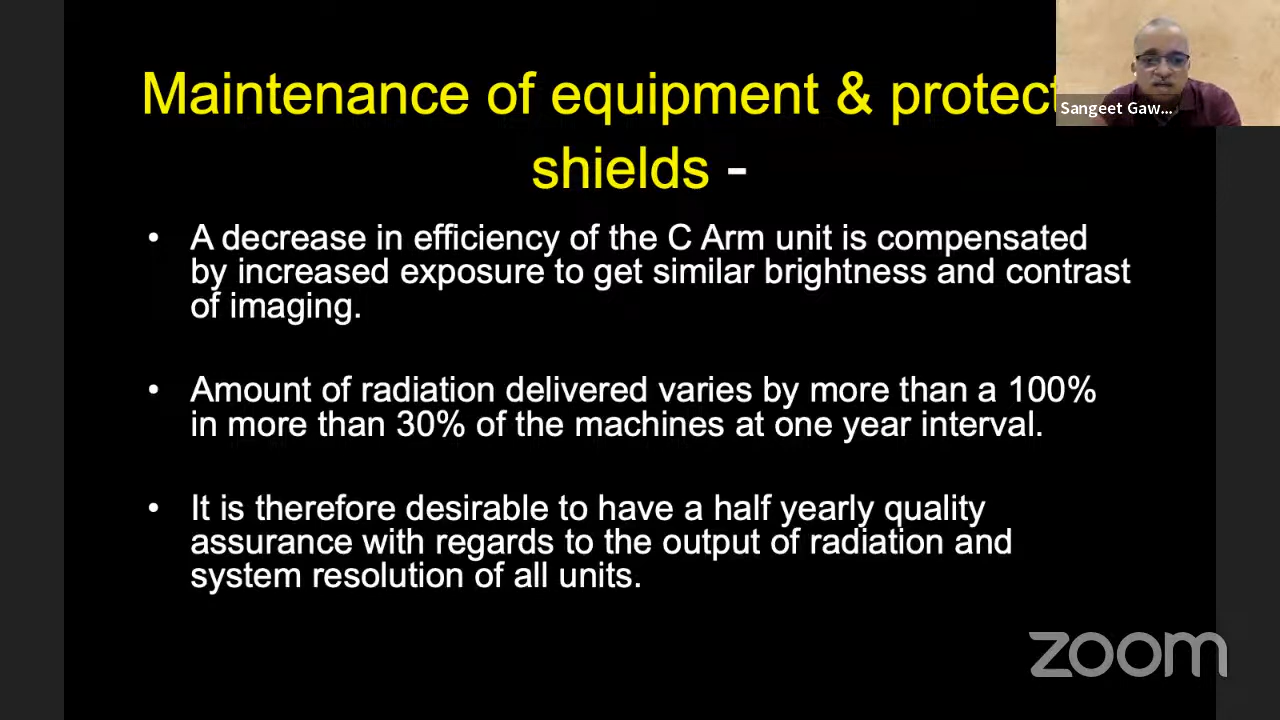 Maintenance of equipment & protect
shields -
Sangeet Gaw...
• A decrease in efficiency of the C Arm unit is compensated
by increased exposure to get similar brightness and contrast
of imaging.
• Amount of radiation delivered varies by more than a 100%
in more than 30% of the machines at one year interval.
• It is therefore desirable to have a half yearly quality
assurance with regards to the output of radiation and
system resolution of all units.
zoom